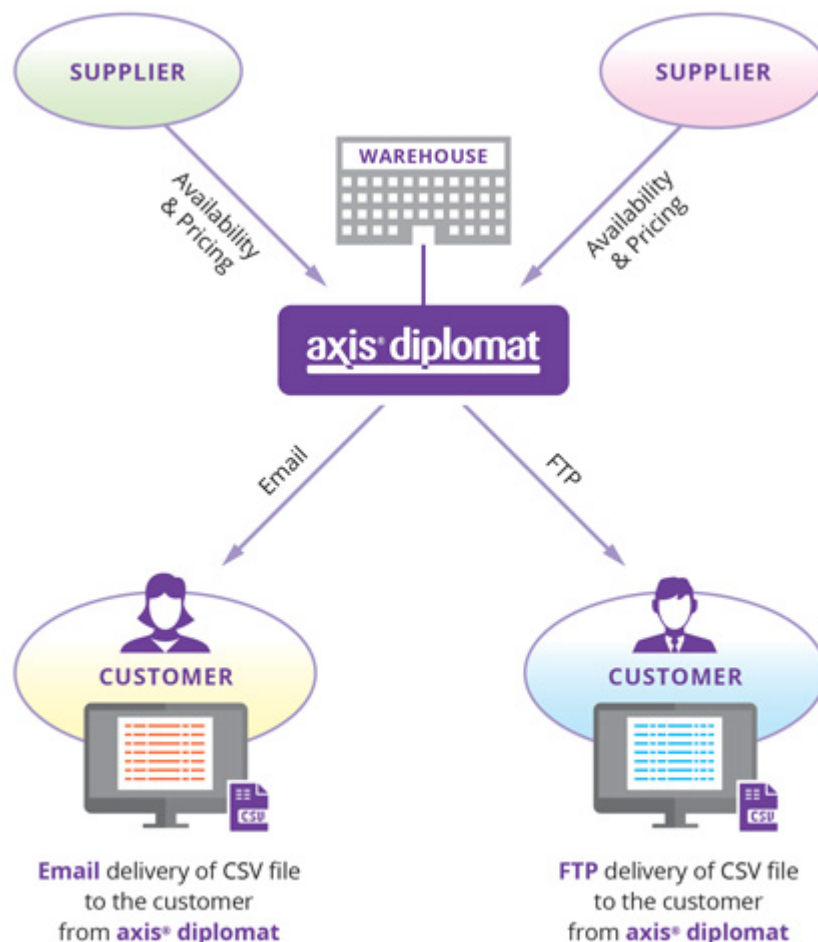 SUPPLIER
SUPPLIER
WAREHOUSE
Availability
& Pricing
Availability
& Pricing
axis® diplomat
Email
FTP
CUSTOMER
CUSTOMER
CSV
CSV
Email delivery of CSV file
to the customer
from axis® diplomat
FTP delivery of CSV file
to the customer
from axis® diplomat